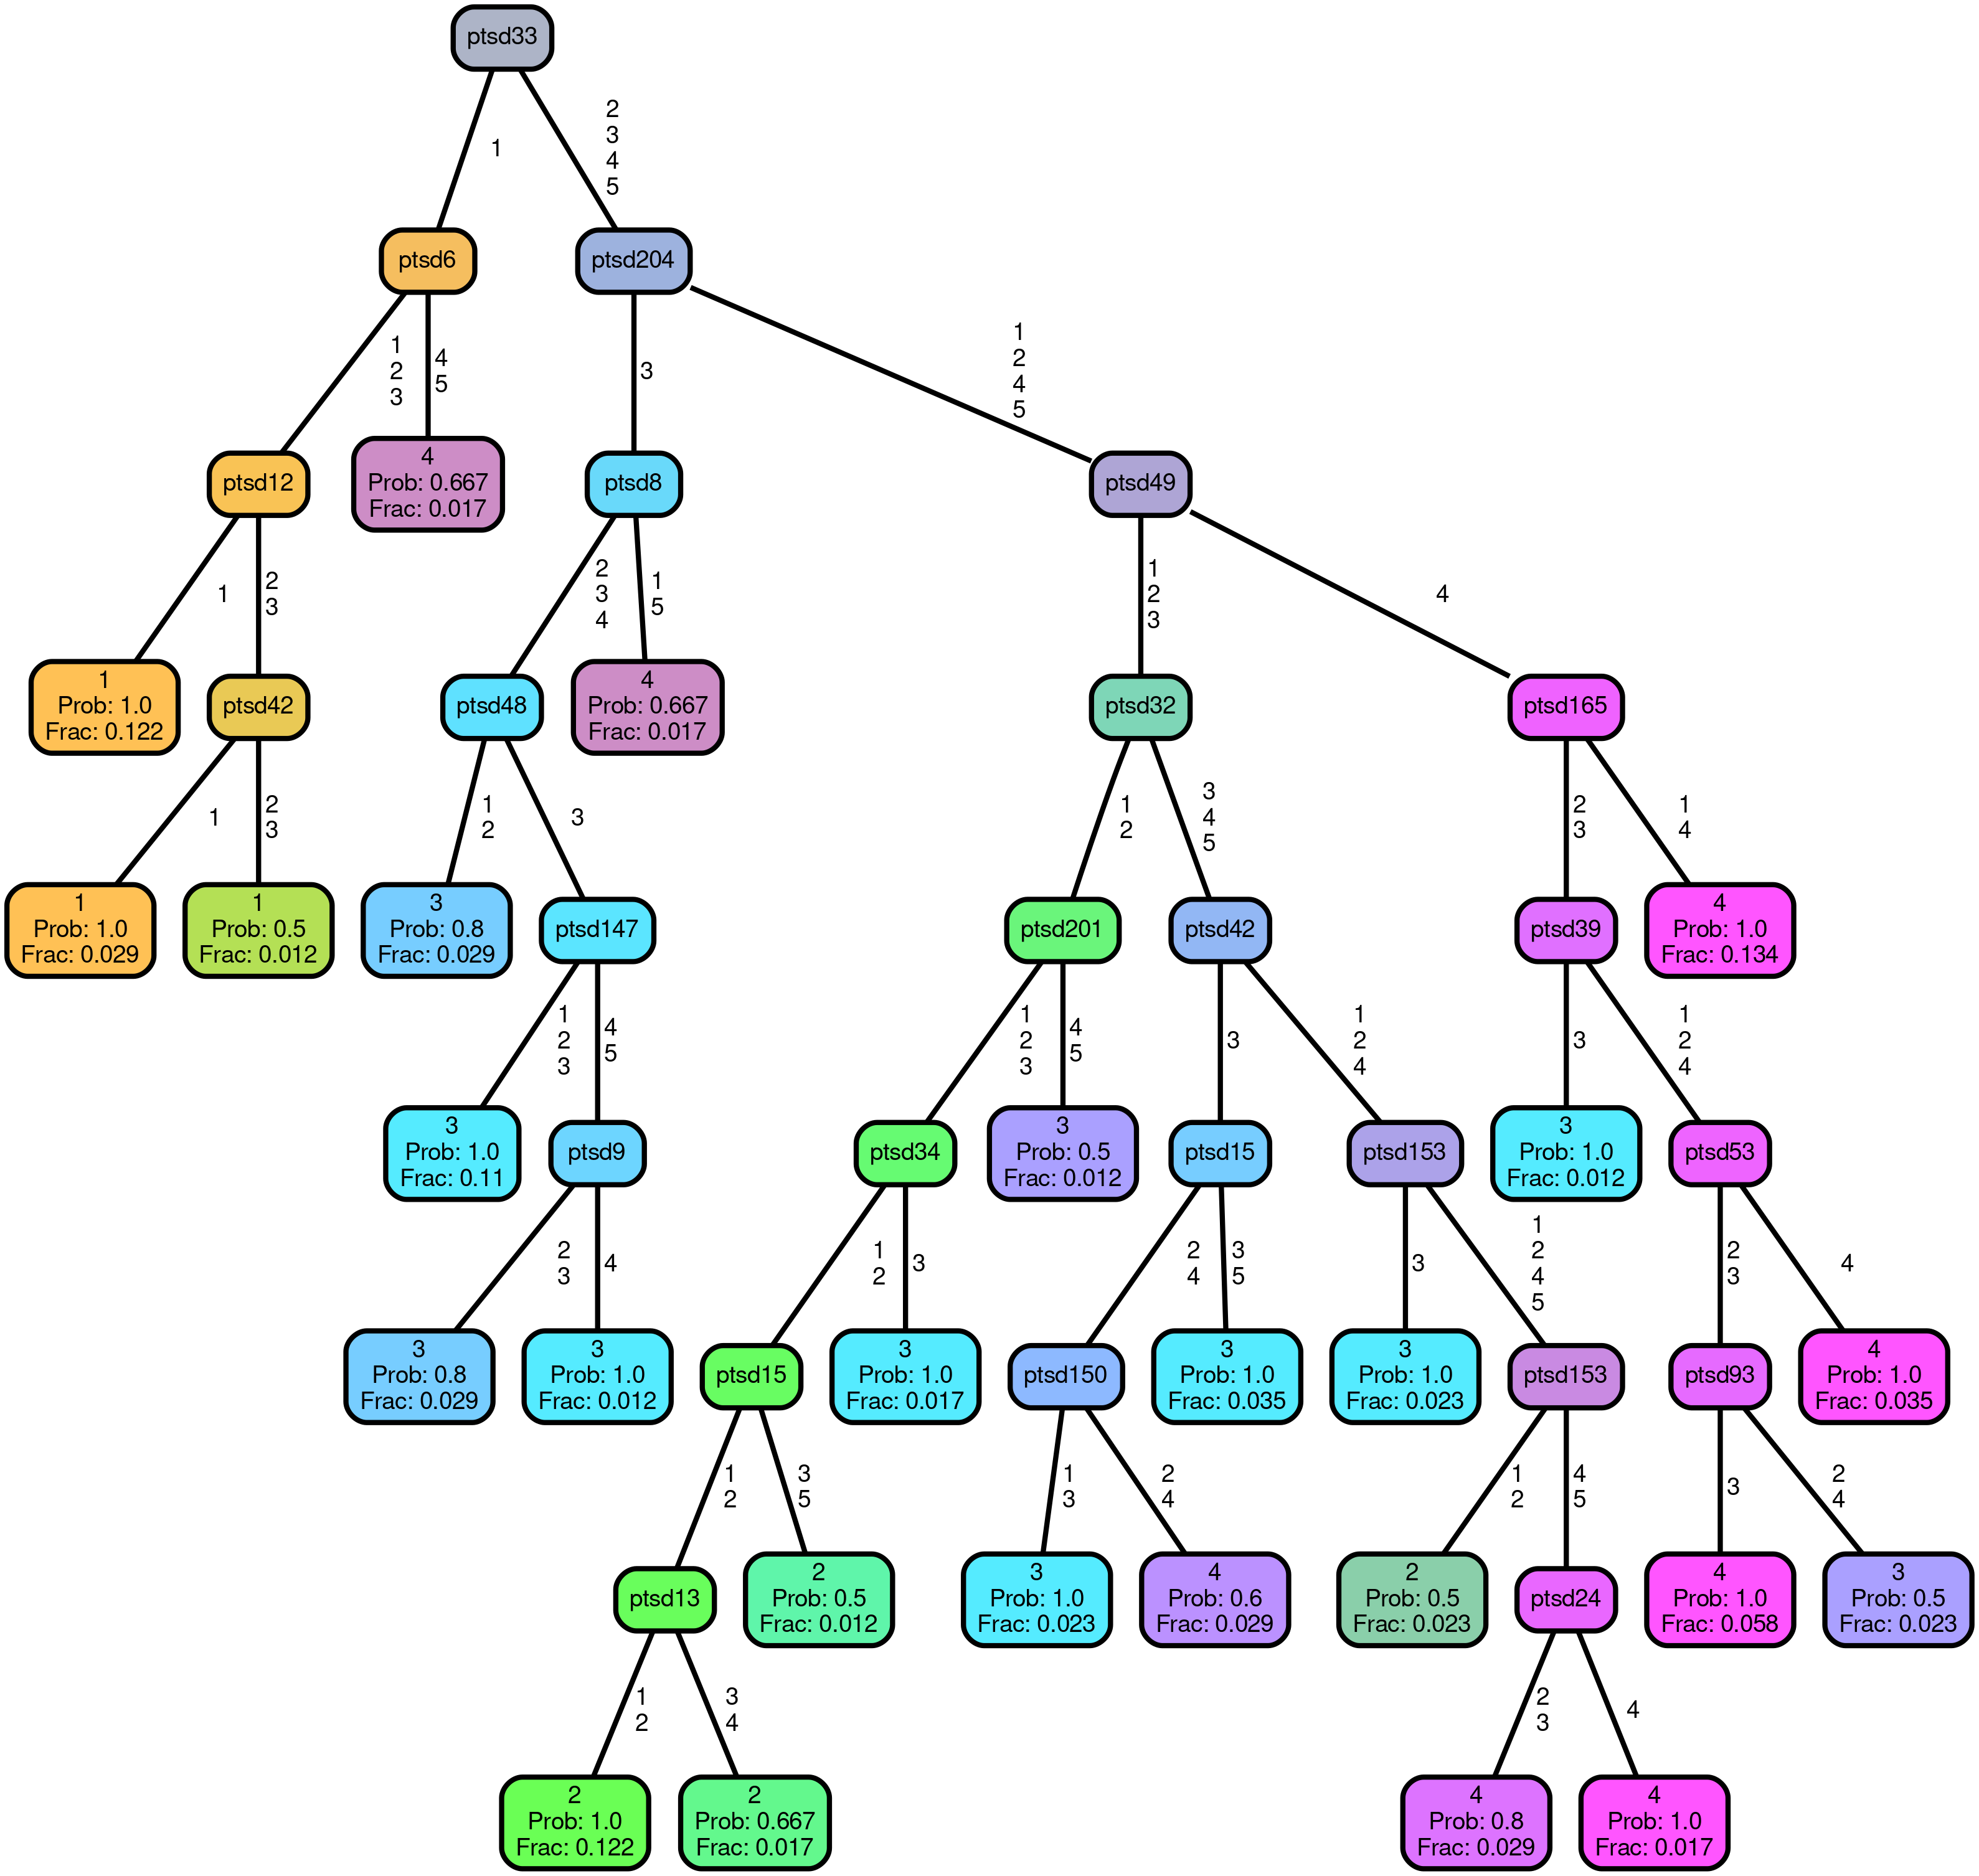 ptsd33
1
2
3
4
5
ptsd6
ptsd204
1
2
3
4
5
3
1
2
4
5
ptsd12
4
Prob: 0.667
Frac: 0.017
ptsd8
ptsd49
1
2
3
2
3
4
1
5
1
2
3
4
1
Prob: 1.0
Frac: 0.122
ptsd42
ptsd48
4
Prob: 0.667
Frac: 0.017
ptsd32
ptsd165
1
2
3
1
2
3
1
2
3
4
5
2
3
1
4
1
Prob: 1.0
Frac: 0.029
1
Prob: 0.5
Frac: 0.012
3
Prob: 0.8
Frac: 0.029
ptsd147
ptsd201
ptsd42
ptsd39
4
Prob: 1.0
Frac: 0.134
1
2
3
4
5
1
2
3
4
5
3
1
2
4
3
1
2
4
3
Prob: 1.0
Frac: 0.11
ptsd9
ptsd34
3
Prob: 0.5
Frac: 0.012
ptsd15
ptsd153
3
Prob: 1.0
Frac: 0.012
ptsd53
2
3
4
1
2
3
2
4
3
5
3
1
2
4
5
2
3
4
3
Prob: 0.8
Frac: 0.029
3
Prob: 1.0
Frac: 0.012
ptsd15
3
Prob: 1.0
Frac: 0.017
ptsd150
3
Prob: 1.0
Frac: 0.035
3
Prob: 1.0
Frac: 0.023
ptsd153
ptsd93
4
Prob: 1.0
Frac: 0.035
1
2
3
5
1
3
2
4
1
2
4
5
3
2
4
ptsd13
2
Prob: 0.5
Frac: 0.012
3
Prob: 1.0
Frac: 0.023
4
Prob: 0.6
Frac: 0.029
2
Prob: 0.5
Frac: 0.023
ptsd24
4
Prob: 1.0
Frac: 0.058
3
Prob: 0.5
Frac: 0.023
1
2
3
4
2
3
4
2
Prob: 1.0
Frac: 0.122
2
Prob: 0.667
Frac: 0.017
4
Prob: 0.8
Frac: 0.029
4
Prob: 1.0
Frac: 0.017